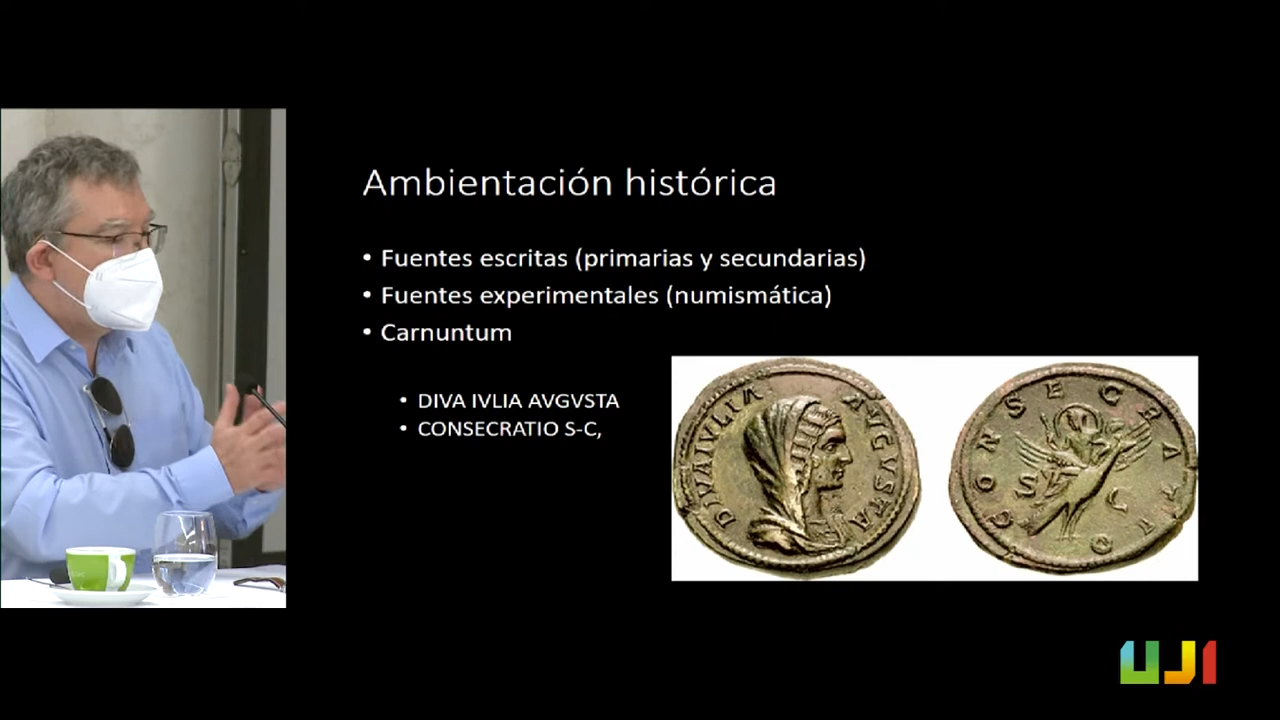 Ambientación histórica
• Fuentes escritas (primarias y secundarias)
• Fuentes experimentales (numismática)
• Carnuntum
• DIVA IVLIA AVGVSTA
• CONSECRATIO S-C,
DIVA IVLIA AVGVSTA
CONSECRATIO
S C
UJI